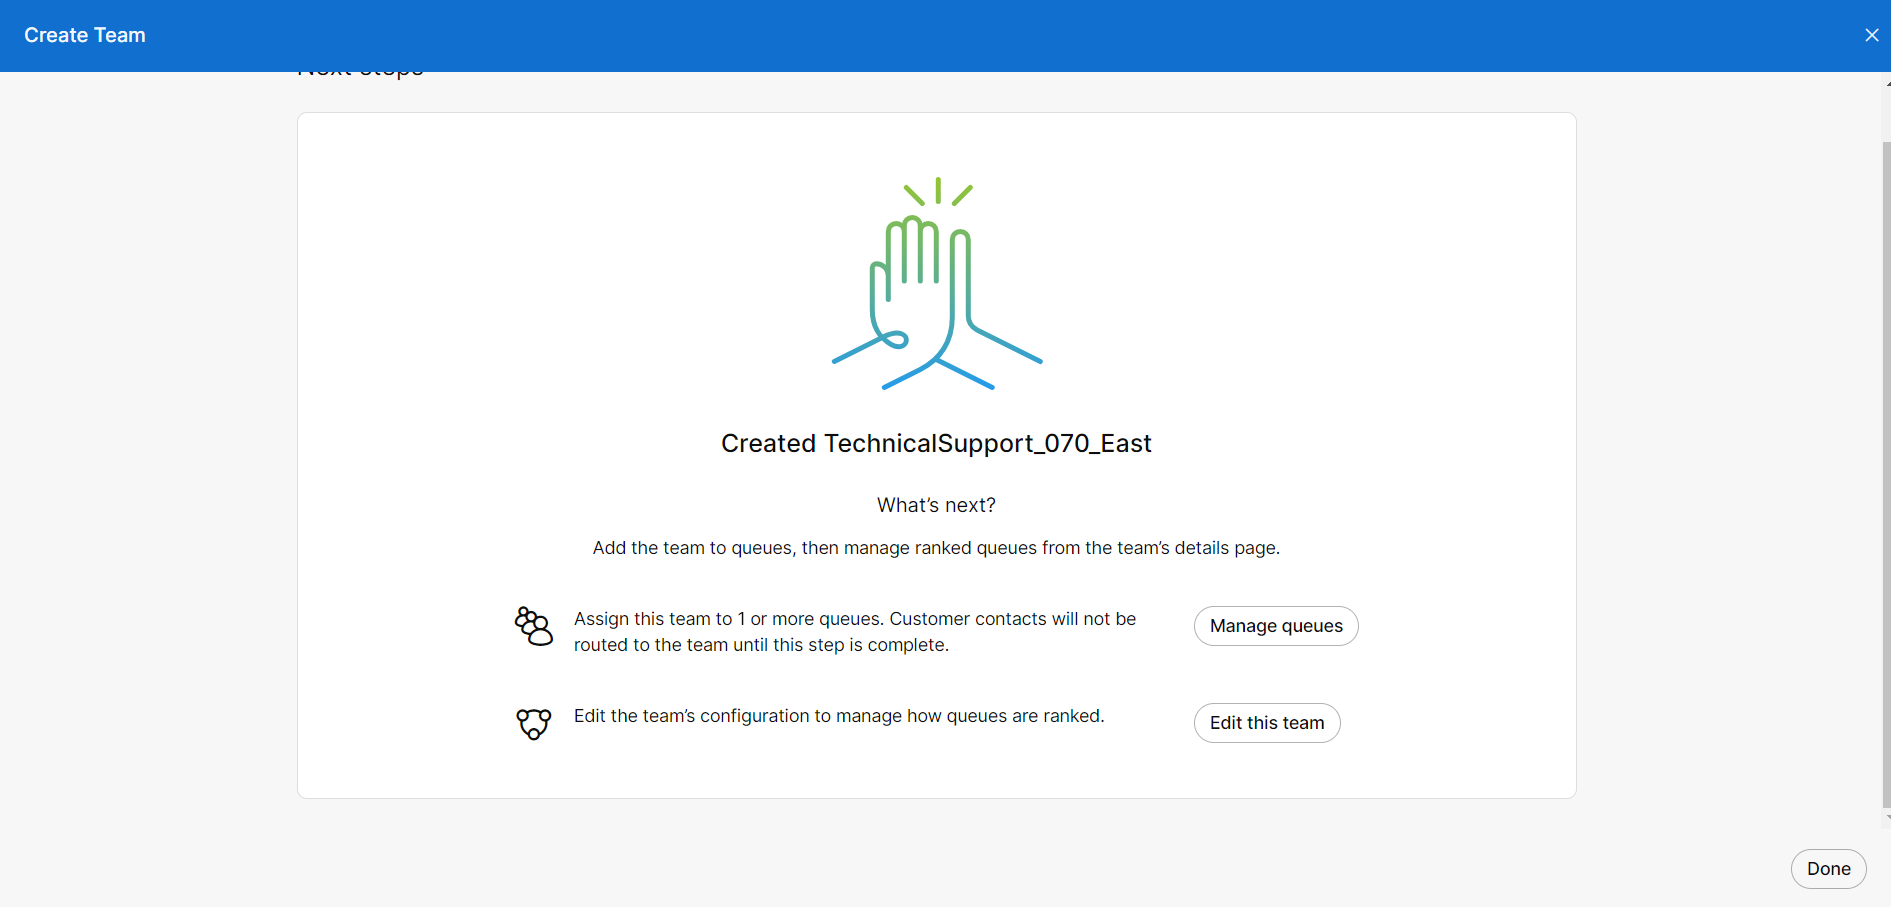 Create Team
Next steps
Created TechnicalSupport_070_East
What’s next?
Add the team to queues, then manage ranked queues from the team’s details page.
Assign this team to 1 or more queues. Customer contacts will not be
routed to the team until this step is complete.
Manage queues
Edit the team’s configuration to manage how queues are ranked.
Edit this team
Done